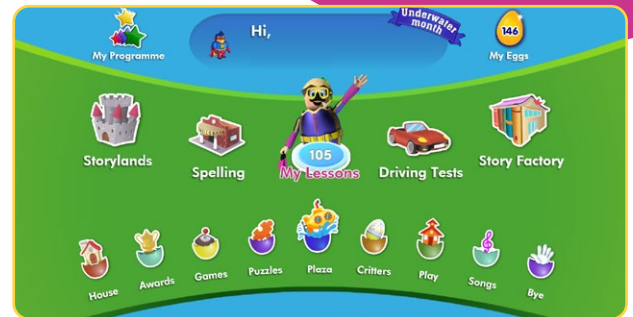 Hi,
Underwater
month
146
My Programme
My Eggs
Storylands
Spelling
105
My Lessons
Driving Tests
Story Factory
House
Awards
Games
Puzzles
Plaza
Critters
Play
Songs
Bye